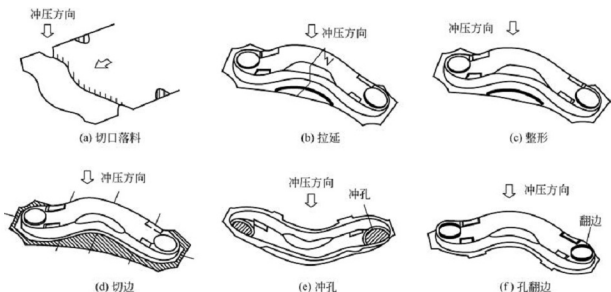 冲压方向
(a) 切口落料
冲压方向
(b) 拉延
冲压方向
(c) 整形
冲压方向
(d) 切边
冲压方向
冲孔
(e) 冲孔
冲压方向
翻边
(f) 孔翻边